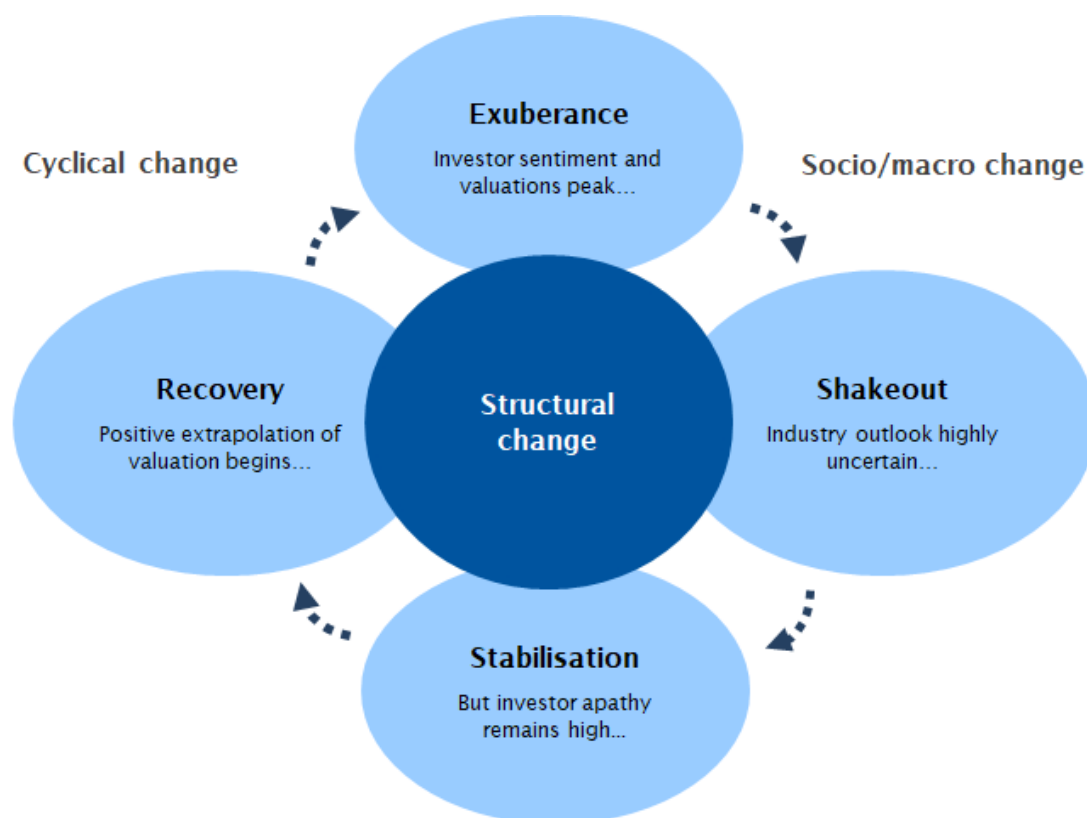 Exuberance
Investor sentiment and
valuations peak…
Cyclical change
Socio/macro change
Recovery
Positive extrapolation of
valuation begins…
Structural
change
Shakeout
Industry outlook highly
uncertain…
Stabilisation
But investor apathy
remains high...